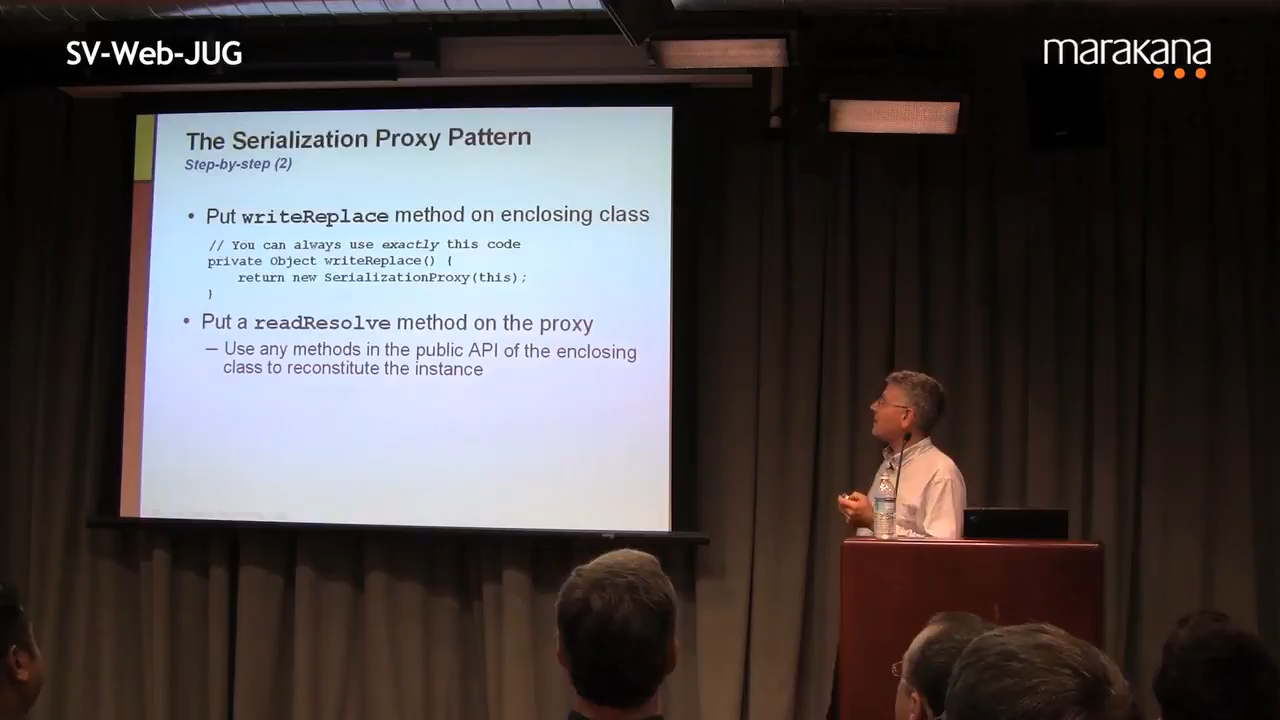 SV-Web-JUG
marakana
The Serialization Proxy Pattern
Step-by-step (2)
• Put writeReplace method on enclosing class
// You can always use exactly this code
private Object writeReplace() {
return new SerializationProxy(this);
}
• Put a readResolve method on the proxy
– Use any methods in the public API of the enclosing
class to reconstitute the instance